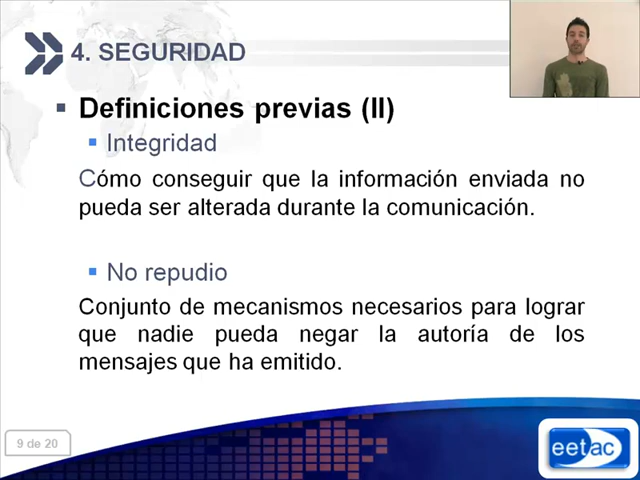 4. SEGURIDAD
Definiciones previas (II)
Integridad
Cómo conseguir que la información enviada no
pueda ser alterada durante la comunicación.
No repudio
Conjunto de mecanismos necesarios para lograr
que nadie pueda negar la autoría de los
mensajes que ha emitido.
9 de 20
eetac